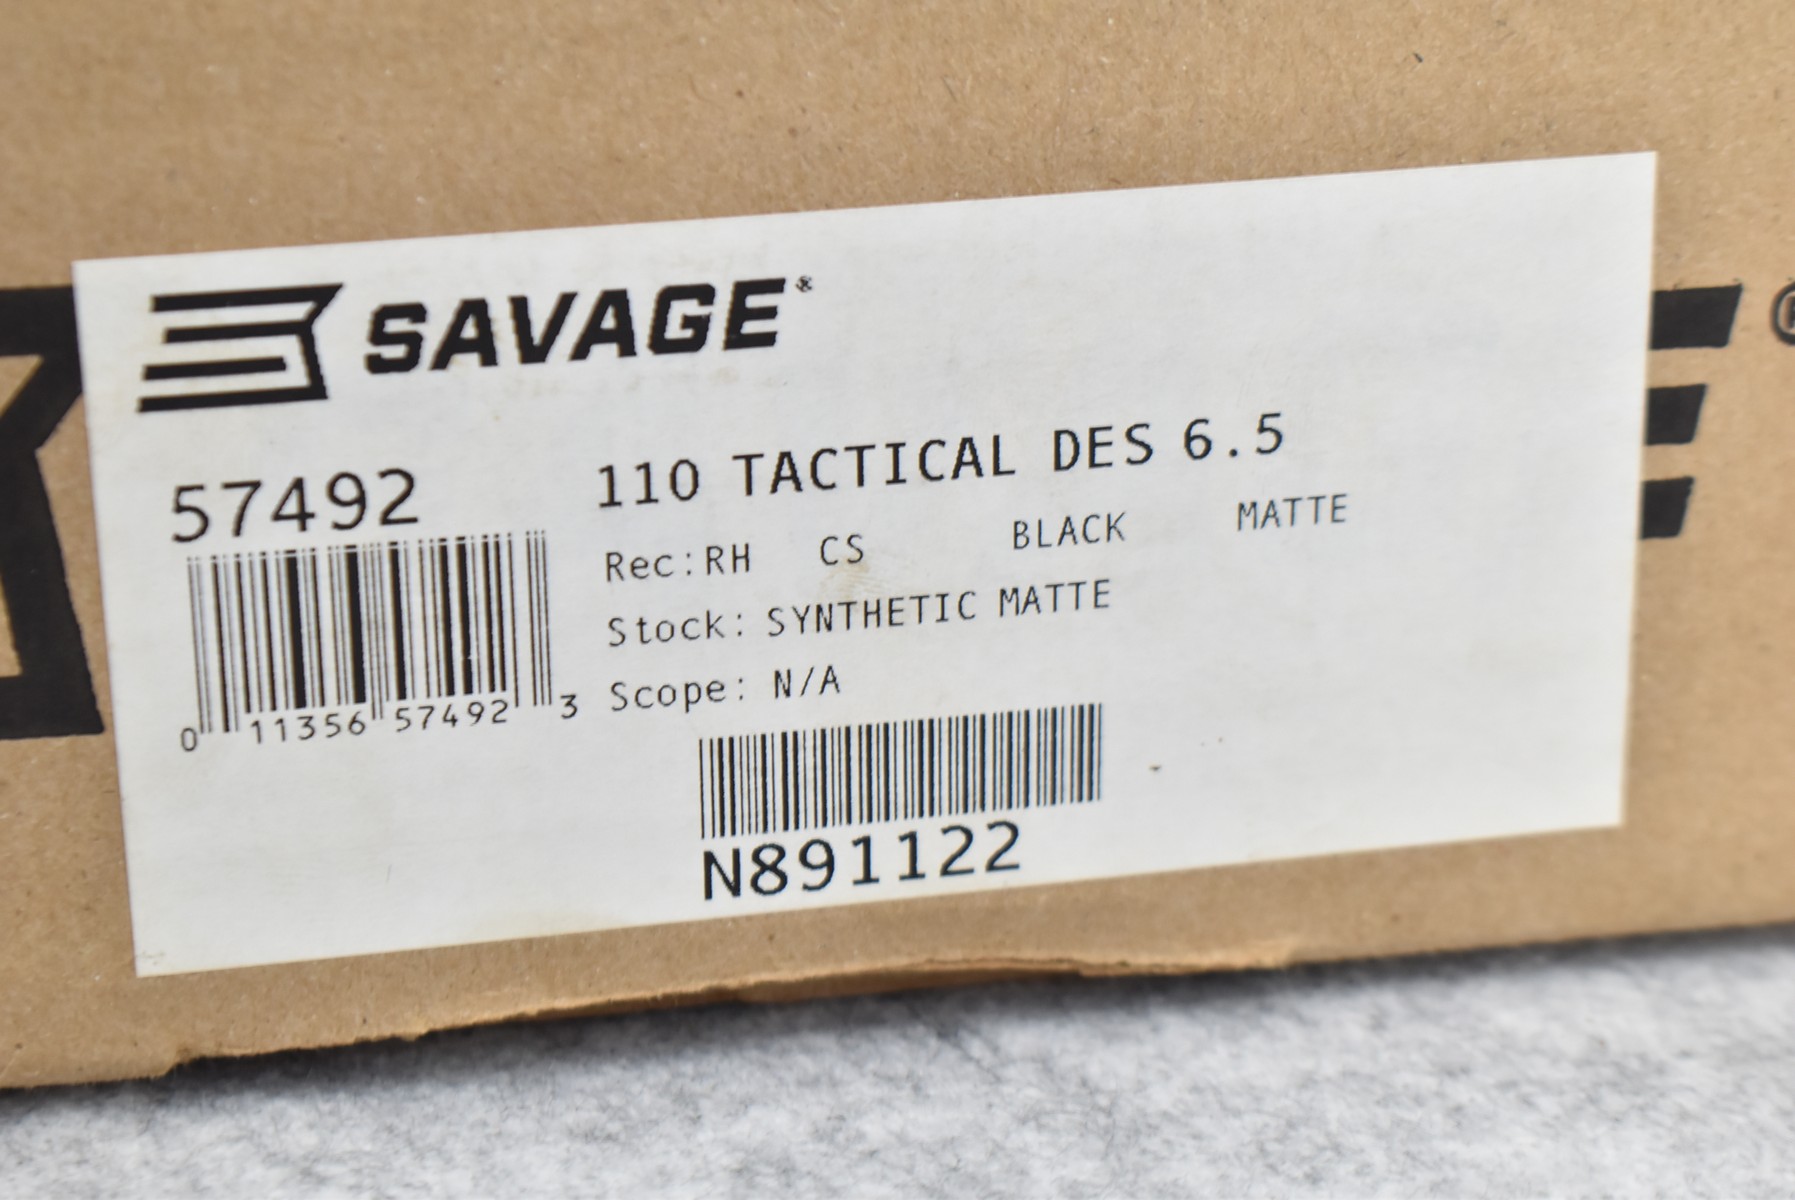 SAVAGE®
57492
110 TACTICAL DES 6.5
Rec:RH CS BLACK MATTE
Stock: SYNTHETIC MATTE
Scope: N/A
0 11356 57492 3
N891122